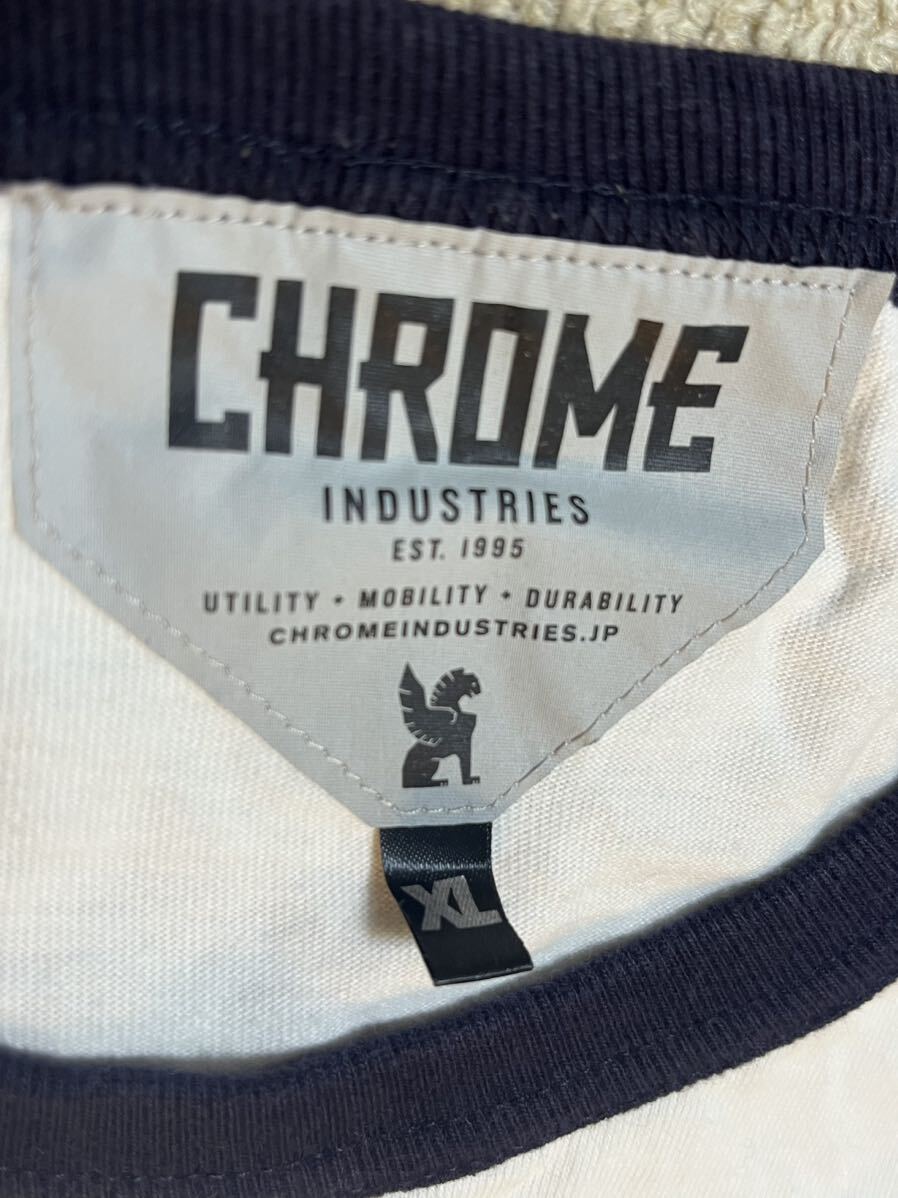 CHROME
INDUSTRIES
EST. 1995
UTILITY • MOBILITY • DURABILITY
CHROMEINDUSTRIES.JP
XL